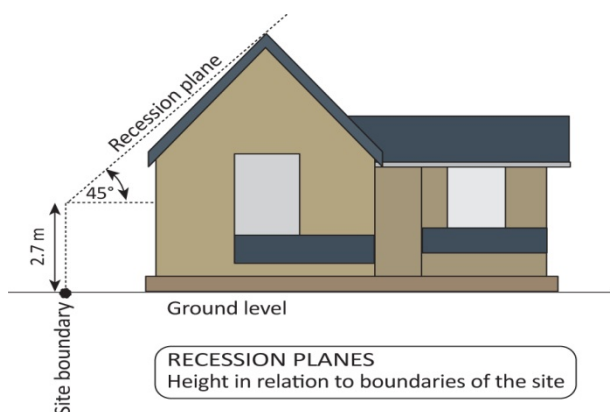 Recession plane
45°
2.7 m
Ground level
Site boundary
RECESSION PLANES
Height in relation to boundaries of the site